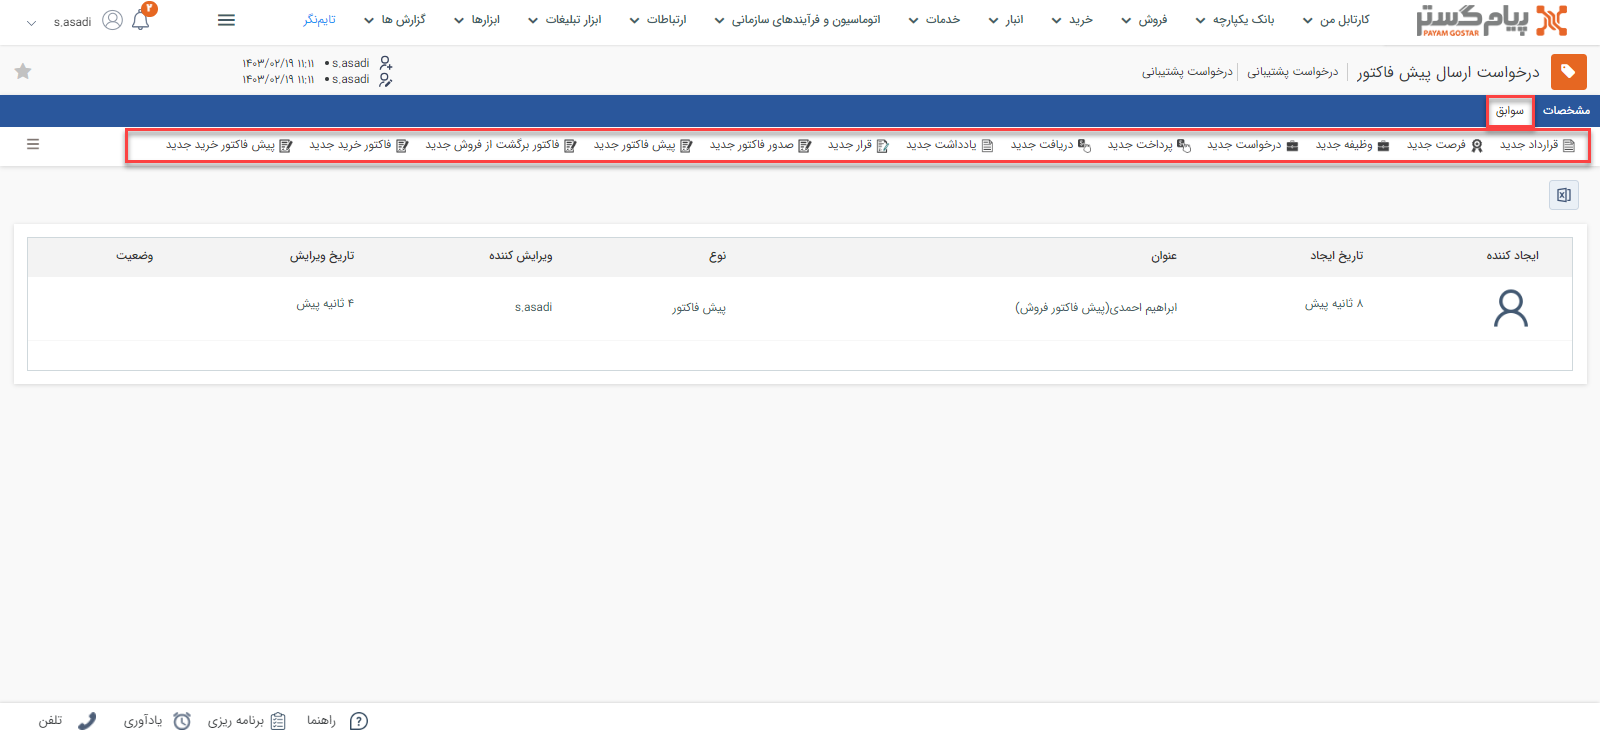 پیام گستر PAYAM GOSTAR کارتابل من بانک یکپارچه فروش خرید انبار خدمات اتوماسیون و فرآیندهای سازمانی ارتباطات ابزار تبلیغات ابزارها گزارش ها تایم‌نگر ۲ s.asadi
درخواست ارسال پیش فاکتور درخواست پشتیبانی درخواست پشتیبانی
s.asadi • ۱۱:۱۱ ۱۴۰۳/۰۲/۱۹
s.asadi • ۱۱:۱۱ ۱۴۰۳/۰۲/۱۹
مشخصات سوابق
قرارداد جدید فرصت جدید وظیفه جدید درخواست جدید پرداخت جدید دریافت جدید یادداشت جدید قرار جدید صدور فاکتور جدید پیش فاکتور جدید فاکتور برگشت از فروش جدید فاکتور خرید جدید پیش فاکتور خرید جدید
ایجاد کننده تاریخ ایجاد عنوان نوع ویرایش کننده تاریخ ویرایش وضعیت
۸ ثانیه پیش ابراهیم احمدی(پیش فاکتور فروش) پیش فاکتور s.asadi ۴ ثانیه پیش
راهنما برنامه ریزی یادآوری تلفن